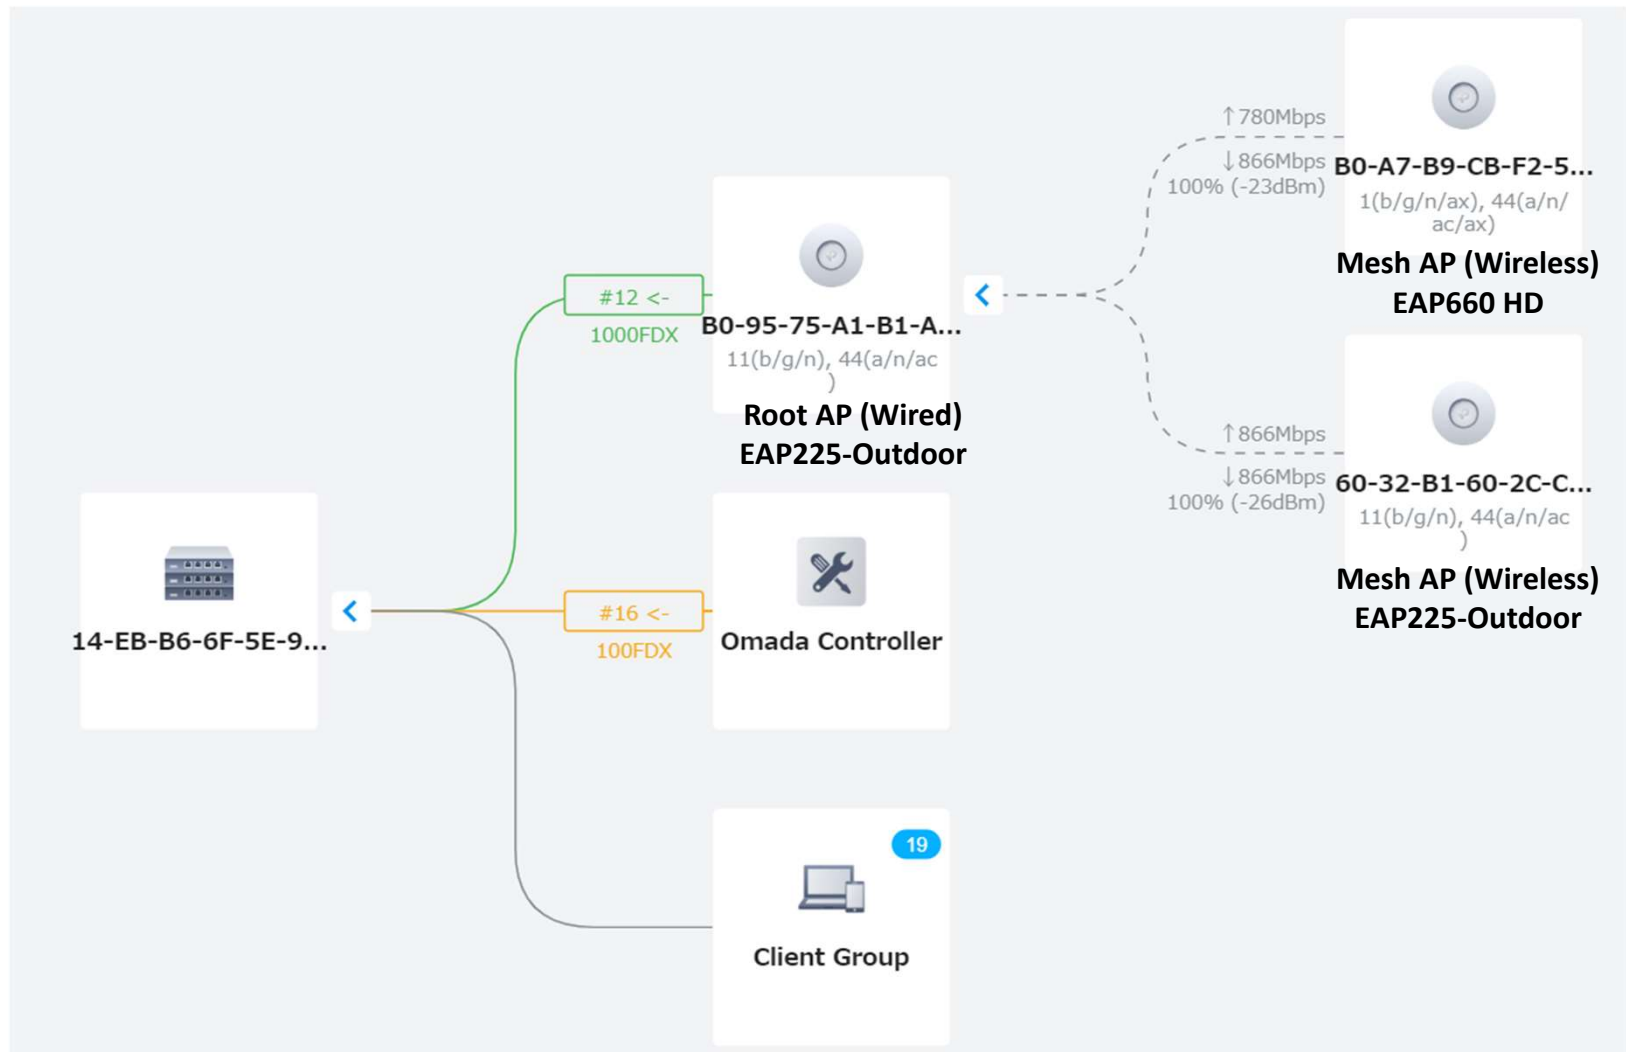 ↑780Mbps
↓866Mbps
100% (-23dBm)
B0-A7-B9-CB-F2-5...
1(b/g/n/ax), 44(a/n/
ac/ax)
Mesh AP (Wireless)
EAP660 HD
#12 <-
1000FDX
B0-95-75-A1-B1-A...
11(b/g/n), 44(a/n/ac
)
Root AP (Wired)
EAP225-Outdoor
↑866Mbps
↓866Mbps
100% (-26dBm)
60-32-B1-60-2C-C...
11(b/g/n), 44(a/n/ac
)
Mesh AP (Wireless)
EAP225-Outdoor
14-EB-B6-6F-5E-9...
#16 <-
100FDX
Omada Controller
19
Client Group